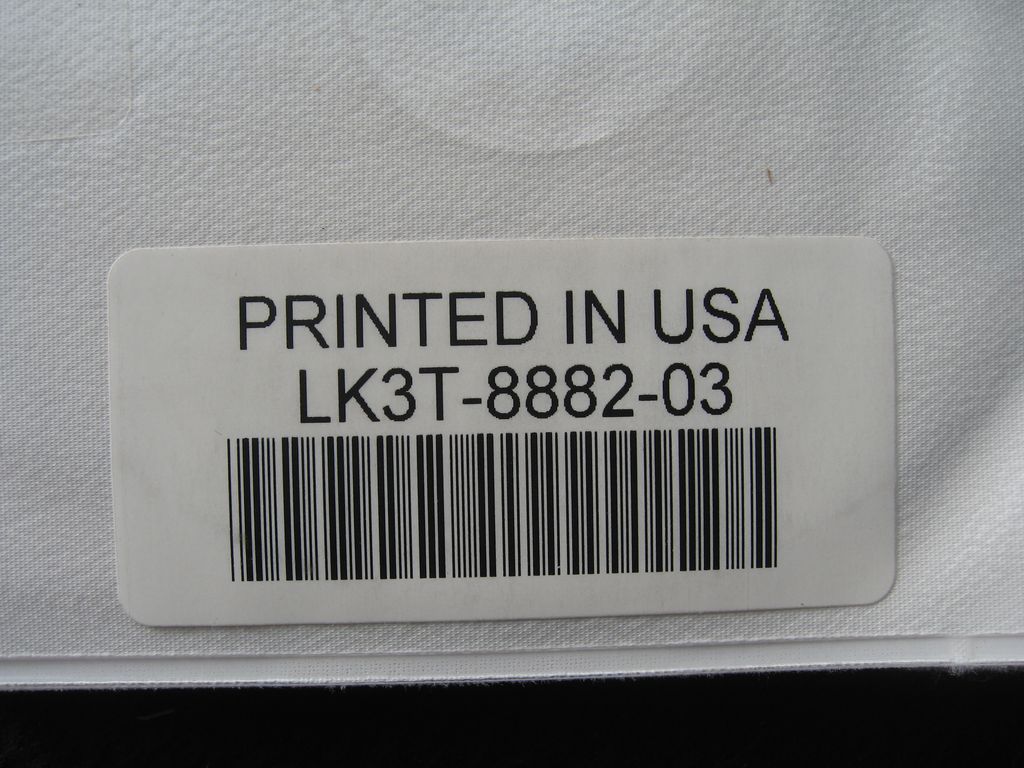 PRINTED IN USA
LK3T-8882-03